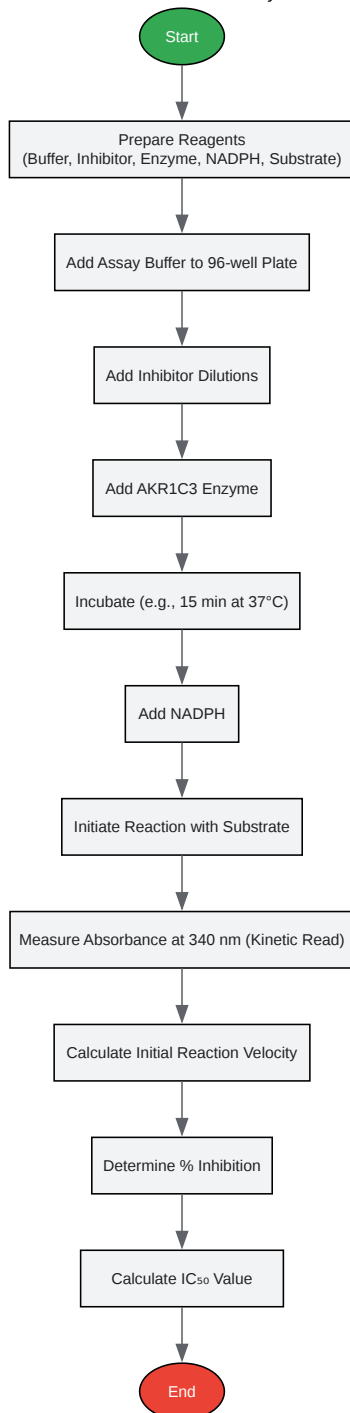 Start
Prepare Reagents
(Buffer, Inhibitor, Enzyme, NADPH, Substrate)
Add Assay Buffer to 96-well Plate
Add Inhibitor Dilutions
Add AKR1C3 Enzyme
Incubate (e.g., 15 min at 37°C)
Add NADPH
Initiate Reaction with Substrate
Measure Absorbance at 340 nm (Kinetic Read)
Calculate Initial Reaction Velocity
Determine % Inhibition
Calculate IC₅₀ Value
End